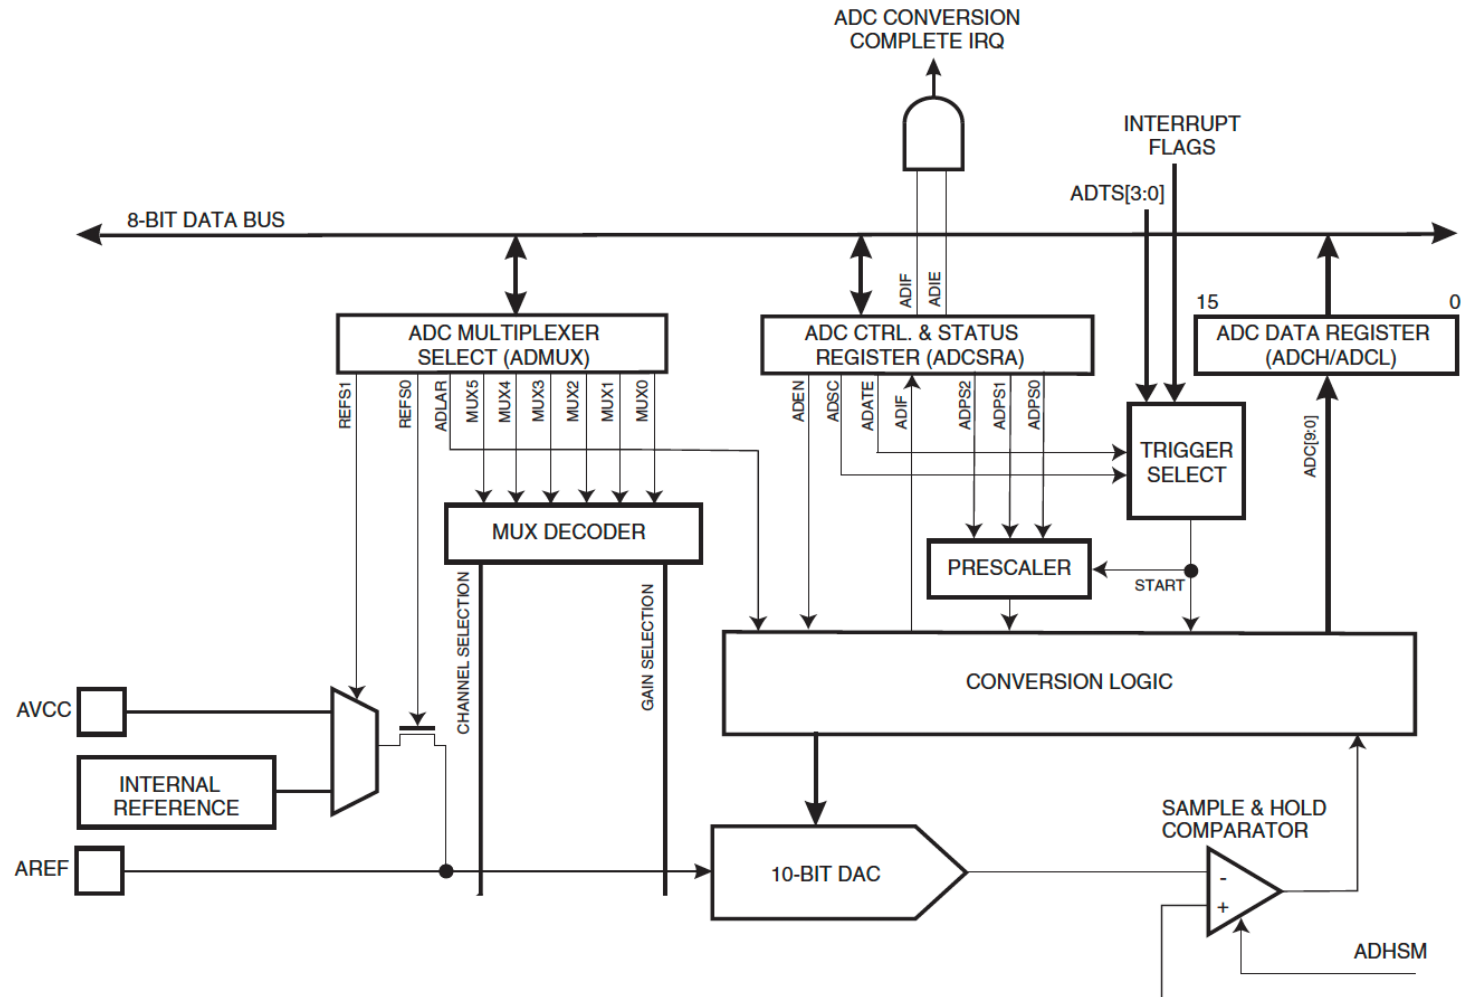 ADC CONVERSION
COMPLETE IRQ
INTERRUPT
FLAGS
ADTS[3:0]
8-BIT DATA BUS
ADIF
ADIE
15
0
ADC MULTIPLEXER
SELECT (ADMUX)
ADC CTRL. & STATUS
REGISTER (ADCSRA)
ADC DATA REGISTER
(ADCH/ADCL)
REFS1
REFS0
ADLAR
MUX5
MUX4
MUX3
MUX2
MUX1
MUX0
ADEN
ADSC
ADATE
ADIF
ADPS2
ADPS1
ADPS0
TRIGGER
SELECT
ADC[9:0]
MUX DECODER
PRESCALER
START
CHANNEL SELECTION
GAIN SELECTION
CONVERSION LOGIC
AVCC
INTERNAL
REFERENCE
SAMPLE & HOLD
COMPARATOR
AREF
10-BIT DAC
-
+
ADHSM